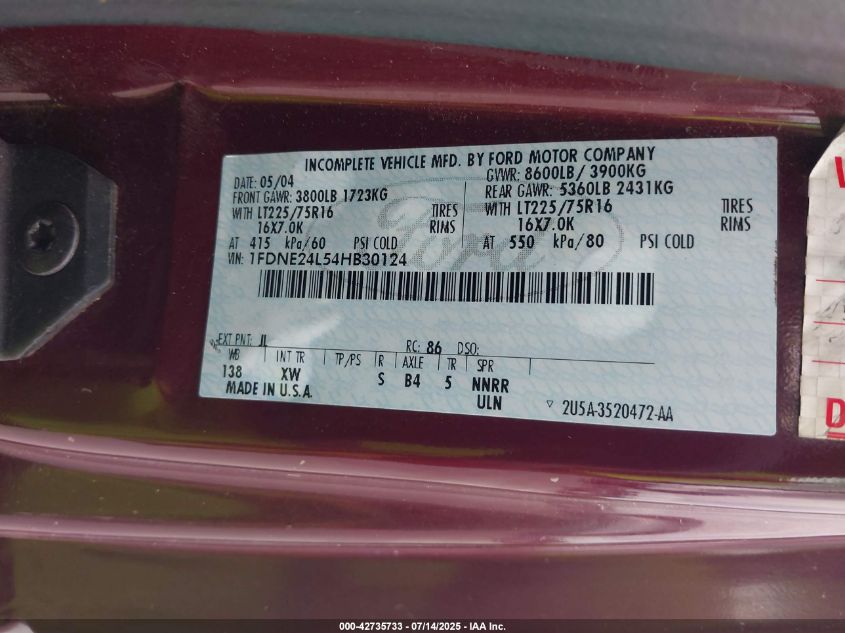 INCOMPLETE VEHICLE MFD. BY FORD MOTOR COMPANY
DATE: 05/04 GVWR: 8600LB/ 3900KG
FRONT GAWR: 3800LB 1723KG REAR GAWR: 5360LB 2431KG
WITH LT225/75R16 TIRES WITH LT225/75R16 TIRES
16X7.0K RIMS 16X7.0K RIMS
AT 415 kPa/60 PSI COLD AT 550 kPa/80 PSI COLD
VIN: 1FDNE24L54HB30124
Ford
EXT PNT: JL RC: 86 DSO:
WB INT TR TP/PS R AXLE TR SPR
138 XW S B4 5 NNRR
MADE IN U.S.A. ULN
▽ 2U5A-3520472-AA
000-42735733 - 07/14/2025 - IAA Inc.